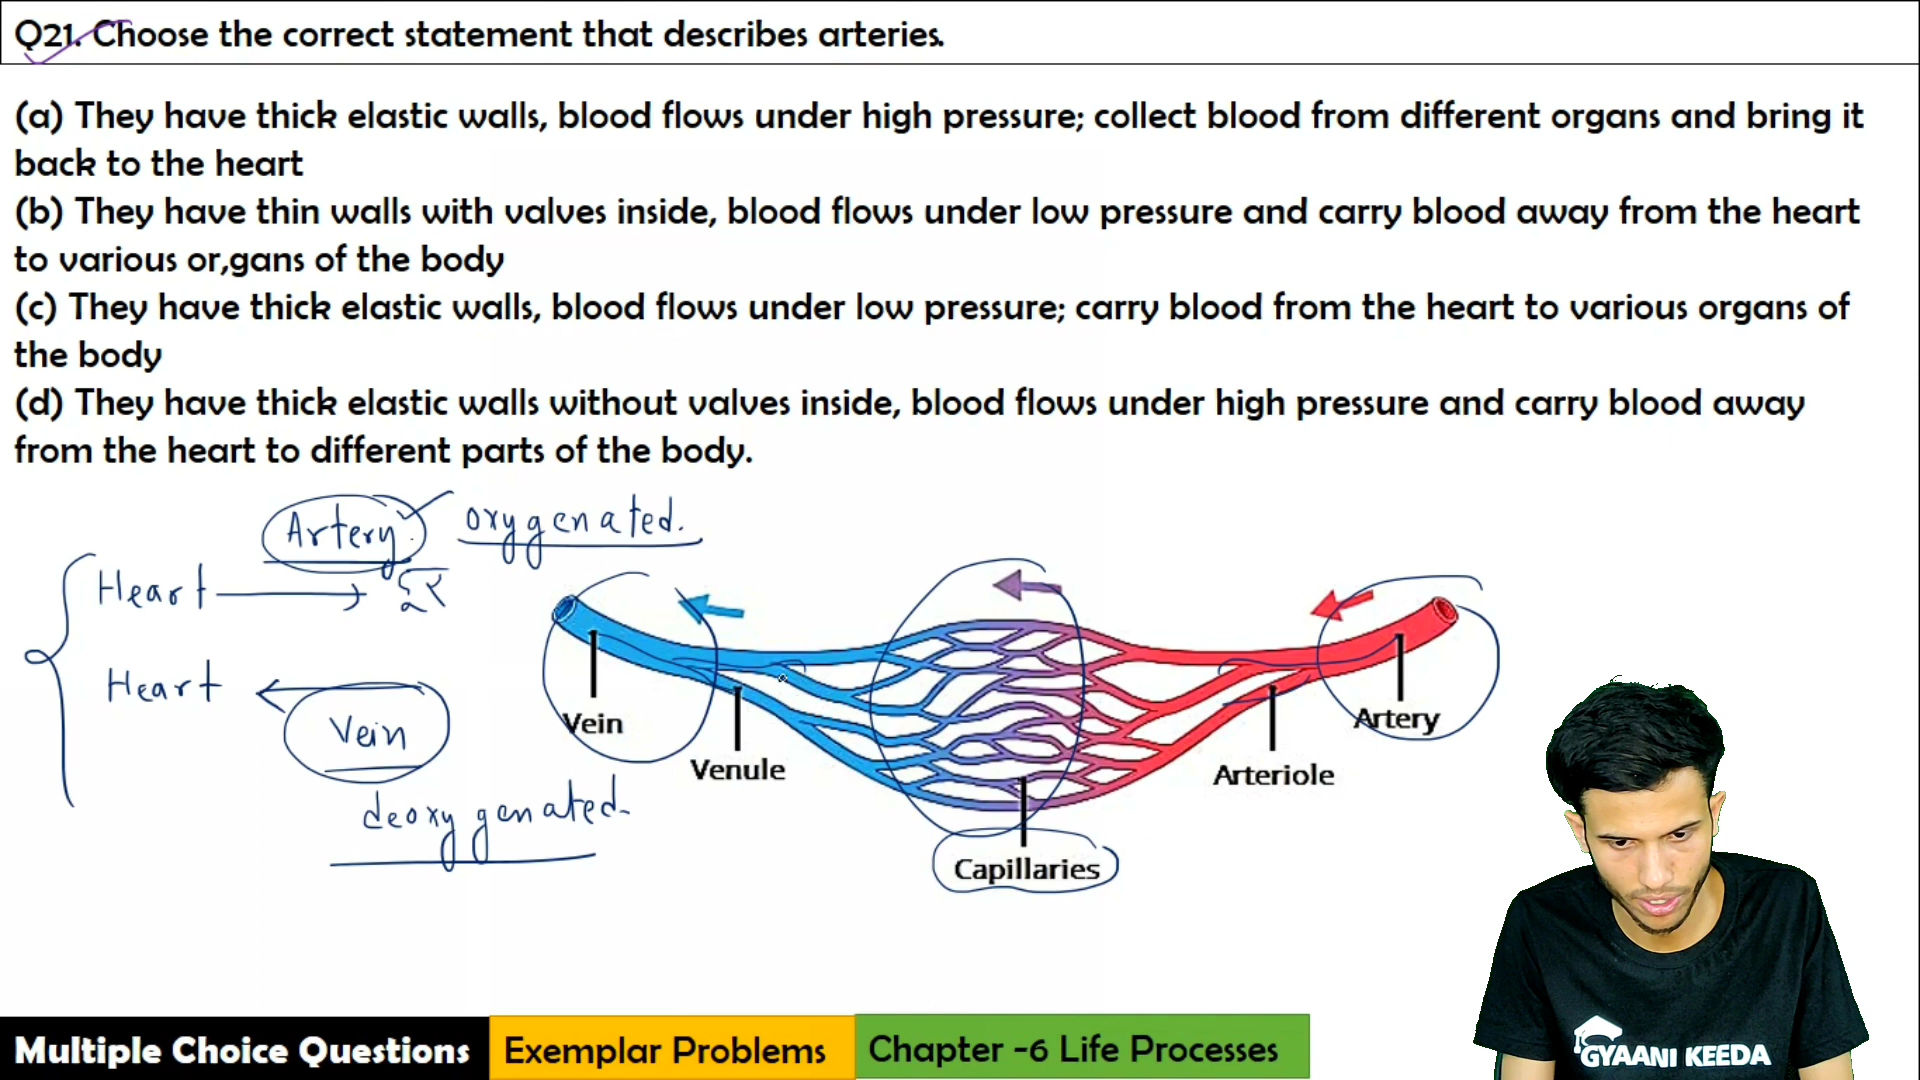 Q21. Choose the correct statement that describes arteries.
(a) They have thick elastic walls, blood flows under high pressure; collect blood from different organs and bring it
back to the heart
(b) They have thin walls with valves inside, blood flows under low pressure and carry blood away from the heart
to various or,gans of the body
(c) They have thick elastic walls, blood flows under low pressure; carry blood from the heart to various organs of
the body
(d) They have thick elastic walls without valves inside, blood flows under high pressure and carry blood away
from the heart to different parts of the body.
Artery oxygenated.
Heart
Heart
Vein
deoxygenated
Vein
Venule
Capillaries
Arteriole
Artery
GYAANI KEEDA
Multiple Choice Questions
Exemplar Problems
Chapter -6 Life Processes